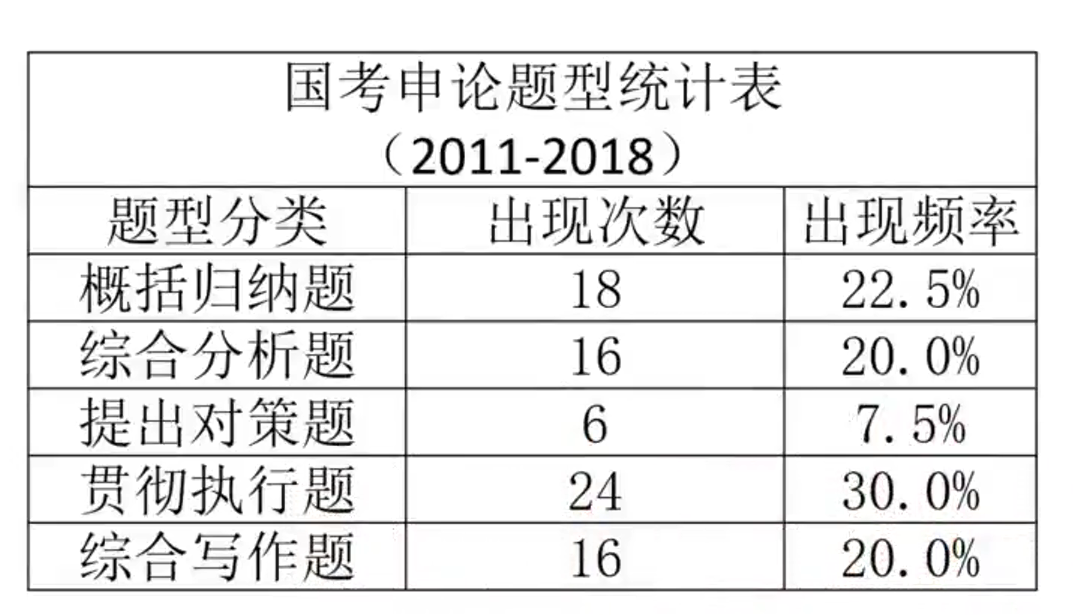 国考申论题型统计表
（2011-2018）
题型分类 出现次数 出现频率
概括归纳题 18 22.5%
综合分析题 16 20.0%
提出对策题 6 7.5%
贯彻执行题 24 30.0%
综合写作题 16 20.0%